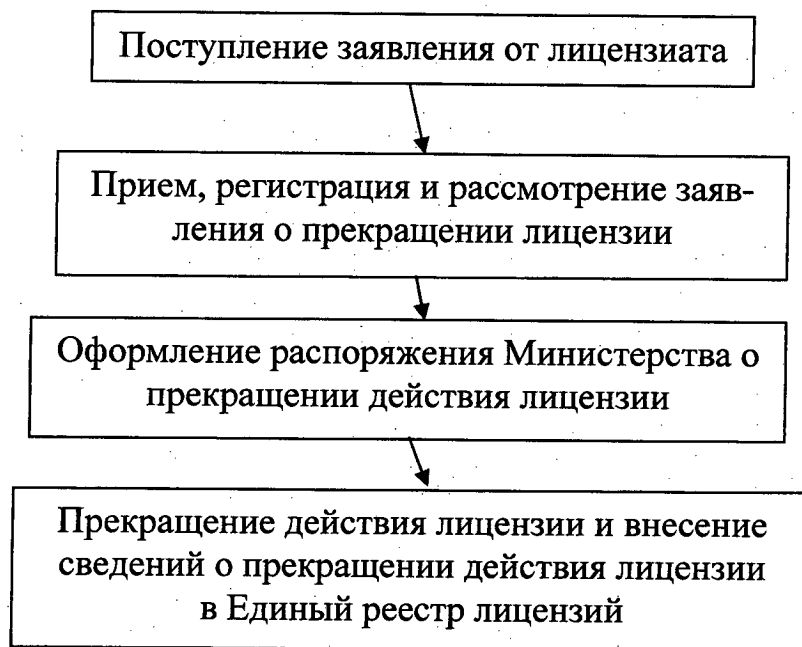 Поступление заявления от лицензиата
Прием, регистрация и рассмотрение заяв-
ления о прекращении лицензии
Оформление распоряжения Министерства о
прекращении действия лицензии
Прекращение действия лицензии и внесение
сведений о прекращении действия лицензии
в Единый реестр лицензий